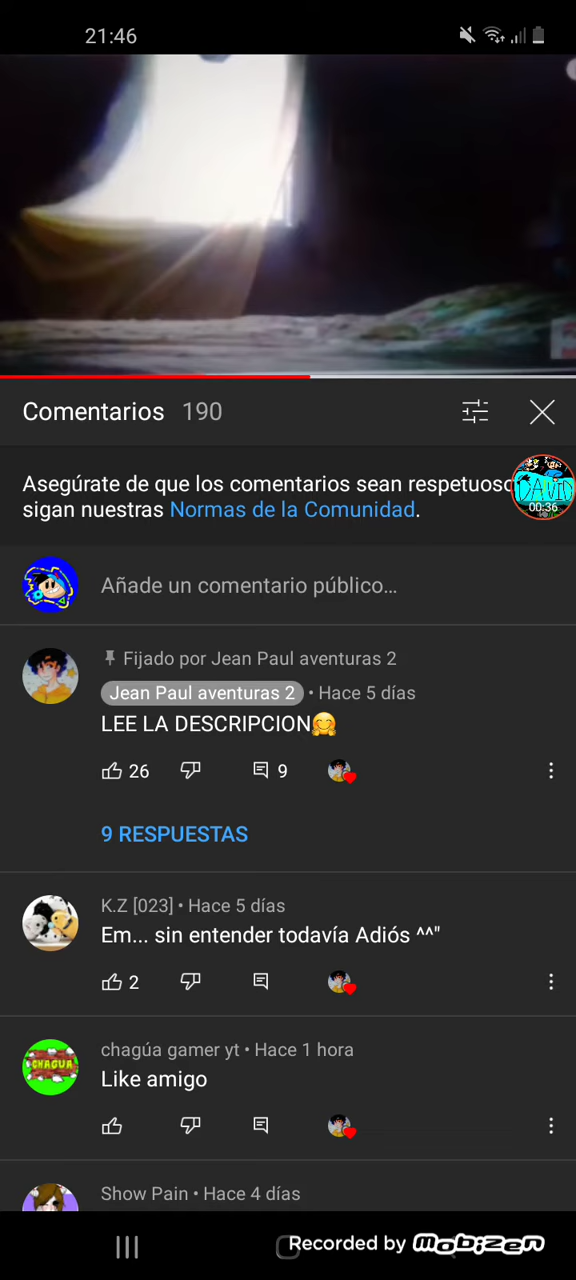 21:46
Comentarios 190
Asegúrate de que los comentarios sean respetuoso
sigan nuestras Normas de la Comunidad.
DAVID
00:36
Añade un comentario público...
Fijado por Jean Paul aventuras 2
Jean Paul aventuras 2 • Hace 5 días
LEE LA DESCRIPCION🤗
26 9
9 RESPUESTAS
K.Z [023] • Hace 5 días
Em... sin entender todavía Adiós ^^"
2
CHAGUA
chagúa gamer yt • Hace 1 hora
Like amigo
Show Pain • Hace 4 días
Recorded by Mobizen